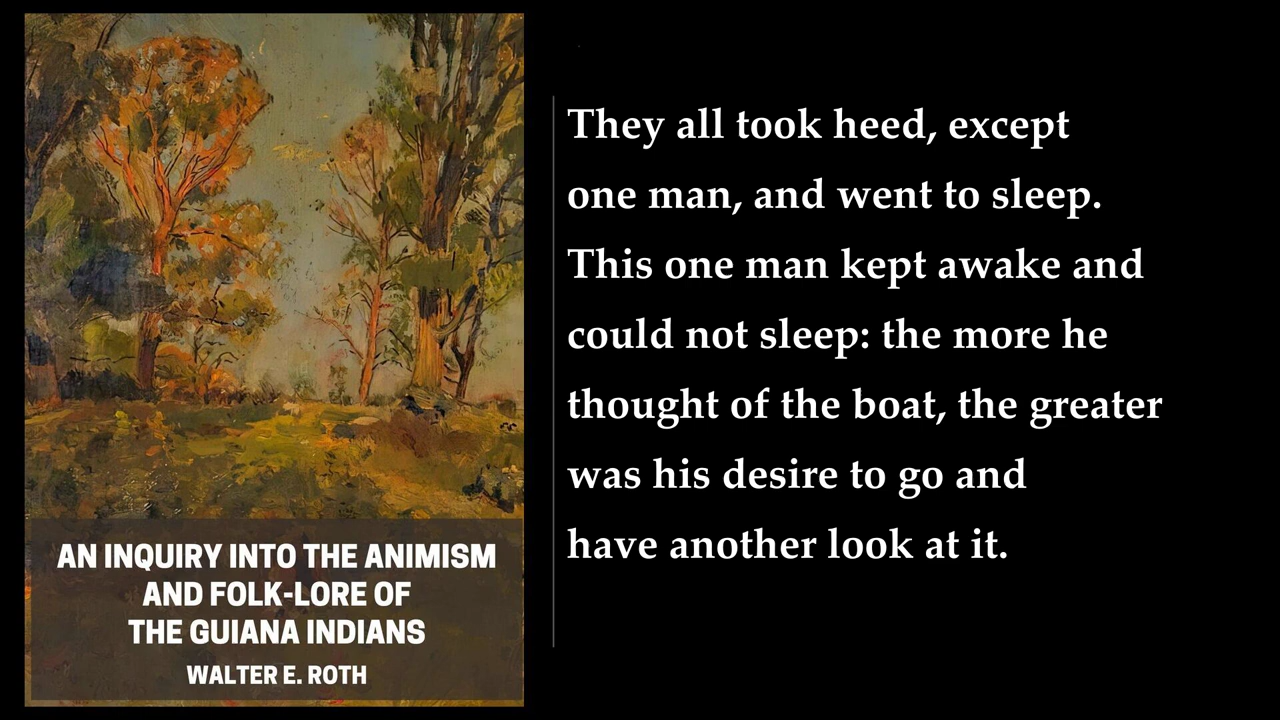 They all took heed, except
one man, and went to sleep.
This one man kept awake and
could not sleep: the more he
thought of the boat, the greater
was his desire to go and
have another look at it.
AN INQUIRY INTO THE ANIMISM
AND FOLK-LORE OF
THE GUIANA INDIANS
WALTER E. ROTH